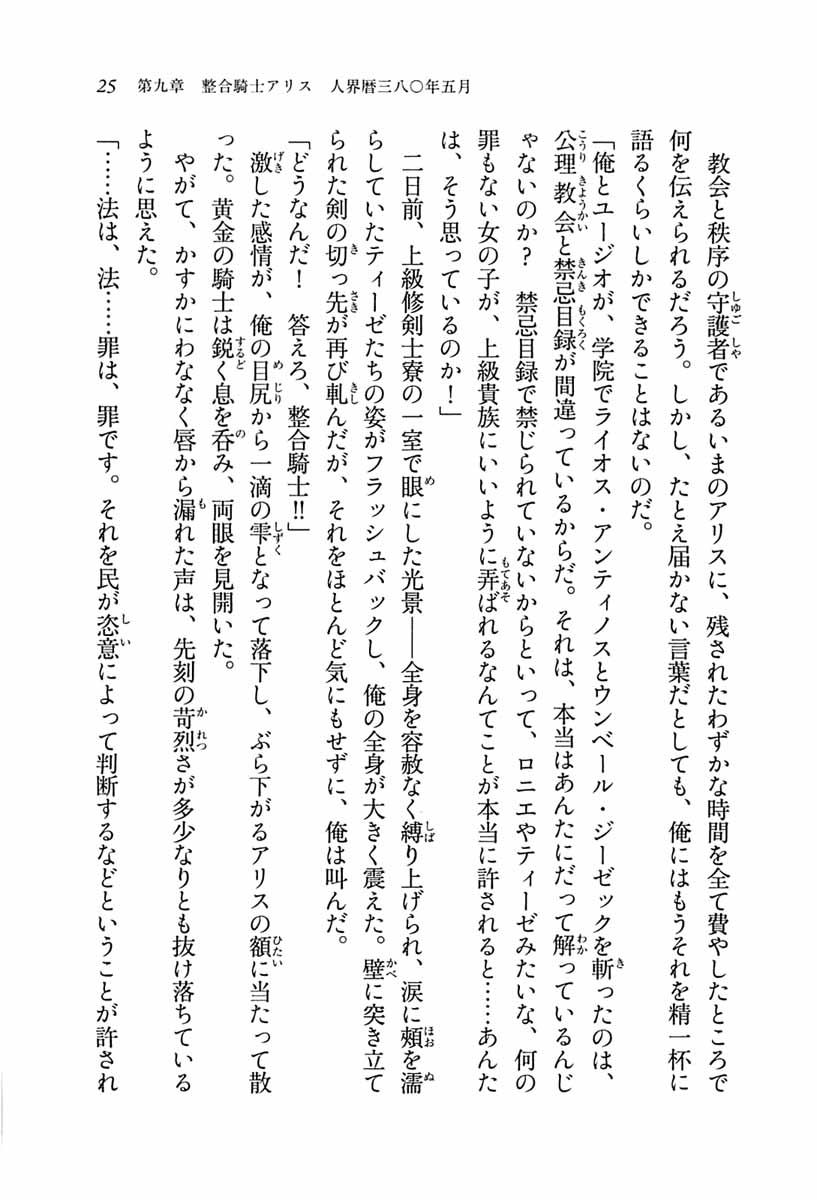 25 第九章 整合騎士アリス 人界暦三八〇年五月
教会と秩序の守護者であるいまのアリスに、残されたわずかな時間を全て費やしたところで
何を伝えられるだろう。しかし、たとえ届かない言葉だとしても、俺にはもうそれを精一杯に
語るくらいしかできることはないのだ。
「俺とユージオが、学院でライオス・アンティノスとウンベール・ジーゼックを斬ったのは、
公理教会と禁忌目録が間違っているからだ。それは、本当はあんたにだって解っているんじ
ゃないのか？　禁忌目録で禁じられていないからといって、ロニエやティーゼみたいな、何の
罪もない女の子が、上級貴族にいいように弄ばれるなんてことが本当に許されると……あんた
は、そう思っているのか！」
二日前、上級修剣士寮の一室で眼にした光景――全身を容赦なく縛り上げられ、涙に頰を濡
らしていたティーゼたちの姿がフラッシュバックし、俺の全身が大きく震えた。壁に突き立て
られた剣の切っ先が再び軋んだが、それをほとんど気にもせずに、俺は叫んだ。
「どうなんだ！　答えろ、整合騎士!!」
激した感情が、俺の目尻から一滴の雫となって落下し、ぶら下がるアリスの額に当たって散
った。黄金の騎士は鋭く息を呑み、両眼を見開いた。
やがて、かすかにわななく唇から漏れた声は、先刻の苛烈さが多少なりとも抜け落ちている
ように思えた。
「……法は、法……罪は、罪です。それを民が恣意によって判断するなどということが許され